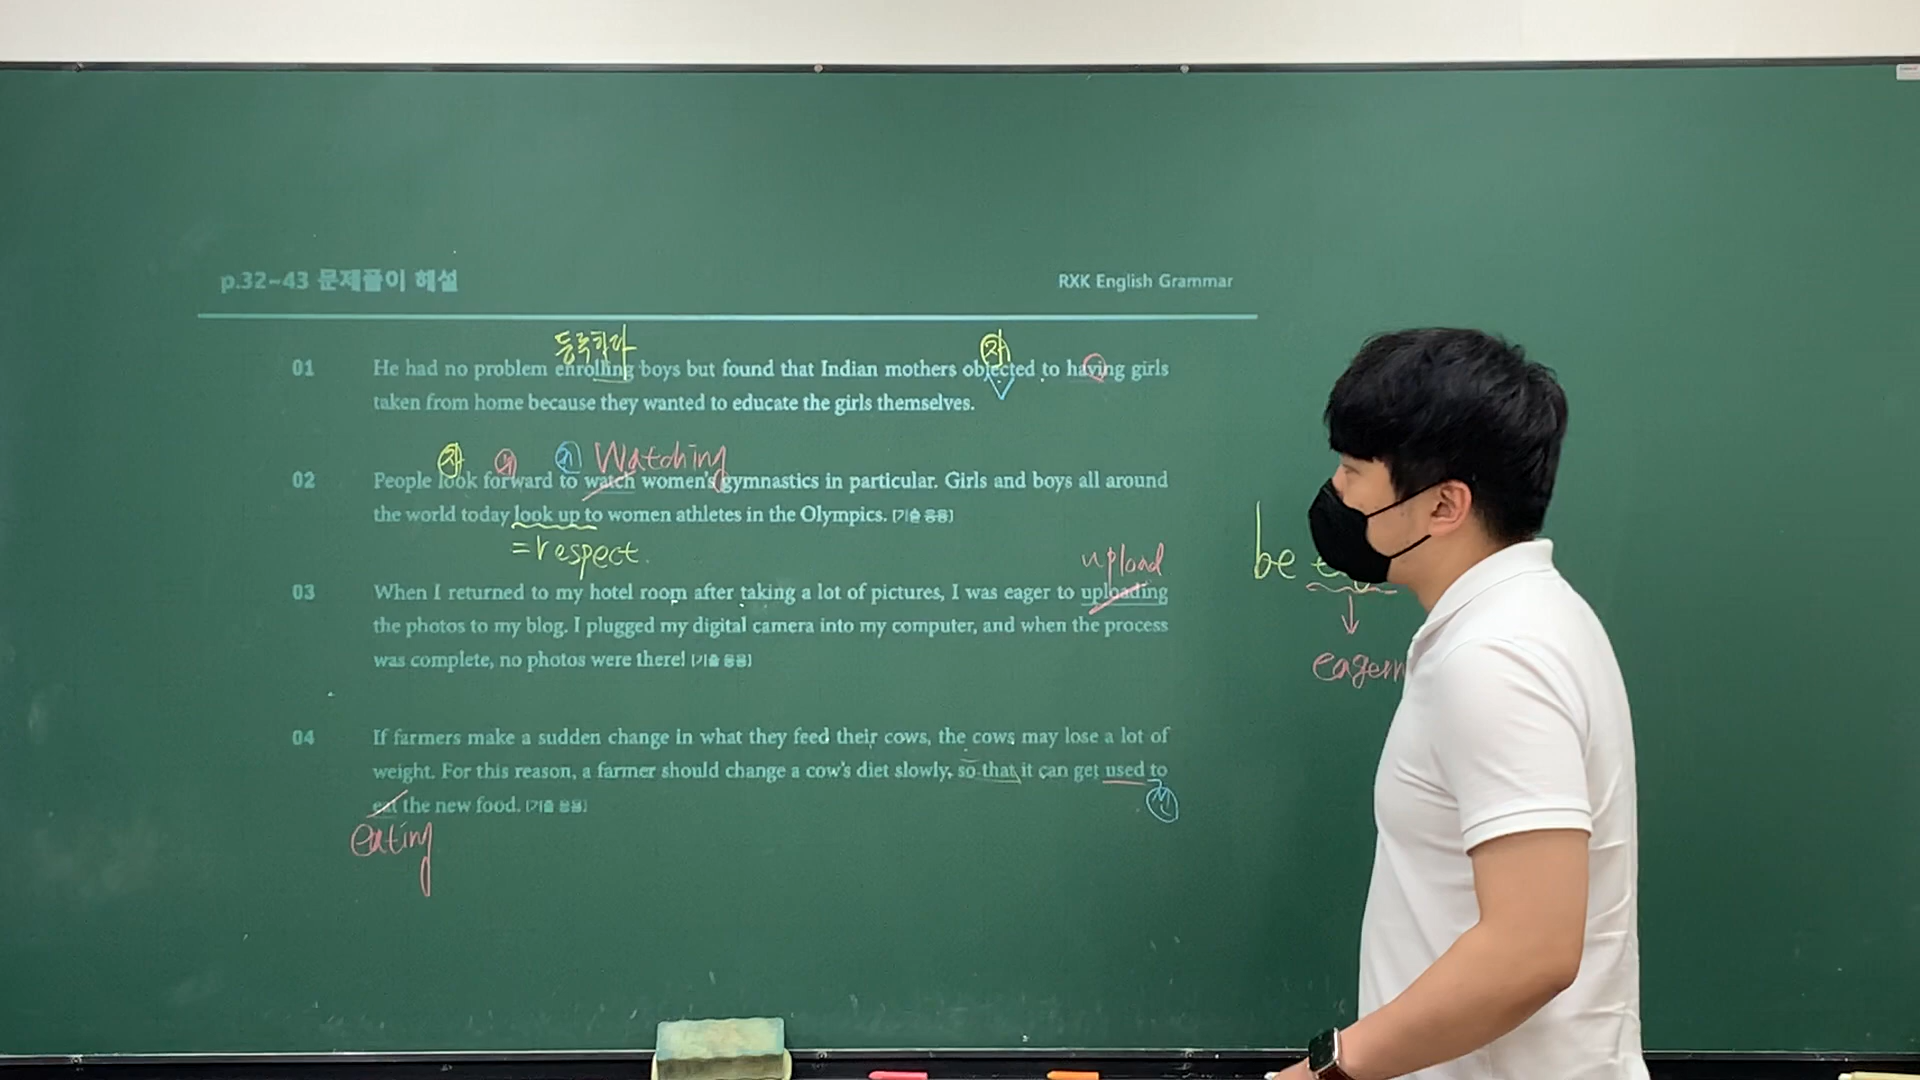 p.32~43 문제풀이 해설
RXK English Grammar
등록하다
자
01 He had no problem enrolling boys but found that Indian mothers objected to having girls
taken from home because they wanted to educate the girls themselves.
자 부 전 Watching
02 People look forward to watch women's gymnastics in particular. Girls and boys all around
the world today look up to women athletes in the Olympics. [기출 응용]
=respect.
upload
03 When I returned to my hotel room after taking a lot of pictures, I was eager to uploading
the photos to my blog. I plugged my digital camera into my computer, and when the process
was complete, no photos were there! [기출 응용]
04 If farmers make a sudden change in what they feed their cows, the cows may lose a lot of
weight. For this reason, a farmer should change a cow's diet slowly, so that it can get used to
eat the new food. [기출 응용]
전
eating
be
↓
eagern